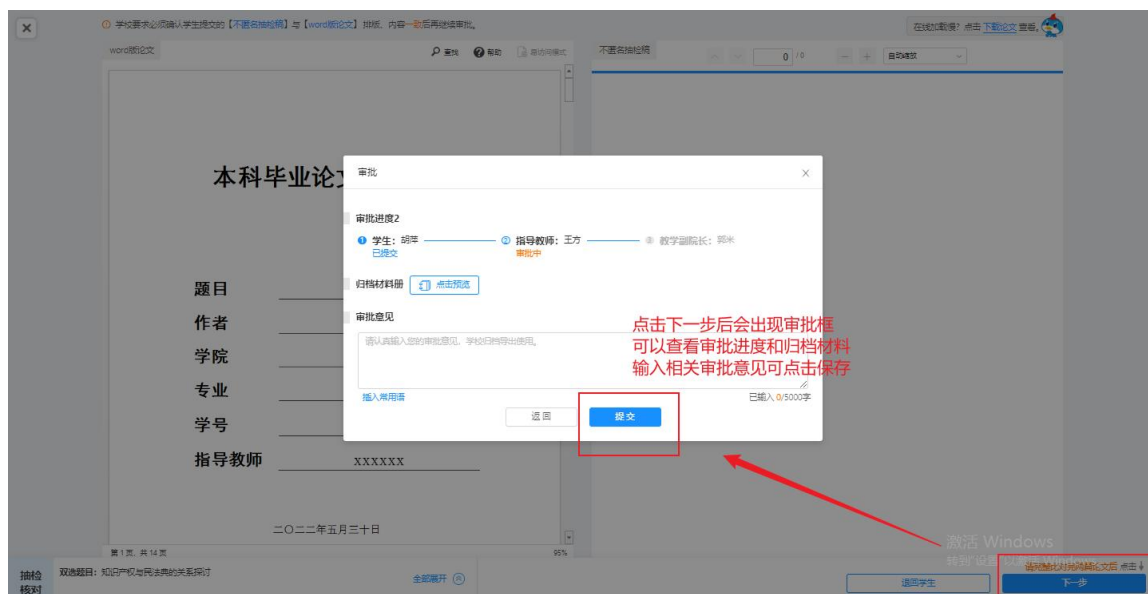 学校要求必须确认学生提交的【不匿名抽检稿】与【word版论文】排版、内容一致后再继续审批。
在线加载慢？点击 下载论文 查看。
word版论文
查找
帮助
不匿名抽检稿
0 / 0
自动缩放
本科毕业论文
题目
作者
学院
专业
学号
指导教师 XXXXXX
二〇二二年五月三十日
第1页，共14页
95%
审批
审批进度2
1 学生：胡萍
已提交
2 指导教师：王方
审批中
3 教学副院长：郭米
归档材料册
点击预览
审批意见
请认真输入您的审批意见，学校归档导出使用。
插入常用语
已输入 0/5000字
返回
提交
点击下一步后会出现审批框
可以查看审批进度和归档材料
输入相关审批意见可点击保存
激活 Windows
抽检
核对
双选题目：知识产权与民法典的关系探讨
全部展开
退回学生
点击
下一步